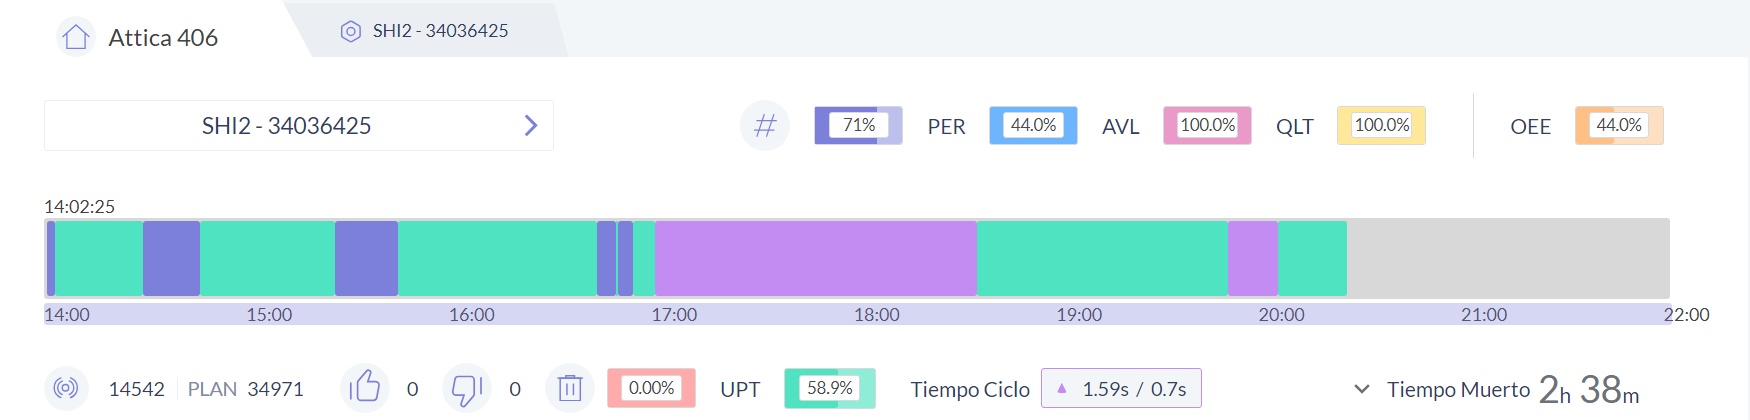 Attica 406
SHI2 - 34036425
SHI2 - 34036425
71% PER 44.0% AVL 100.0% QLT 100.0% OEE 44.0%
14:02:25
14:00 15:00 16:00 17:00 18:00 19:00 20:00 21:00 22:00
14542 PLAN 34971 0 0 0.00% UPT 58.9% Tiempo Ciclo 1.59s / 0.7s Tiempo Muerto 2h 38m